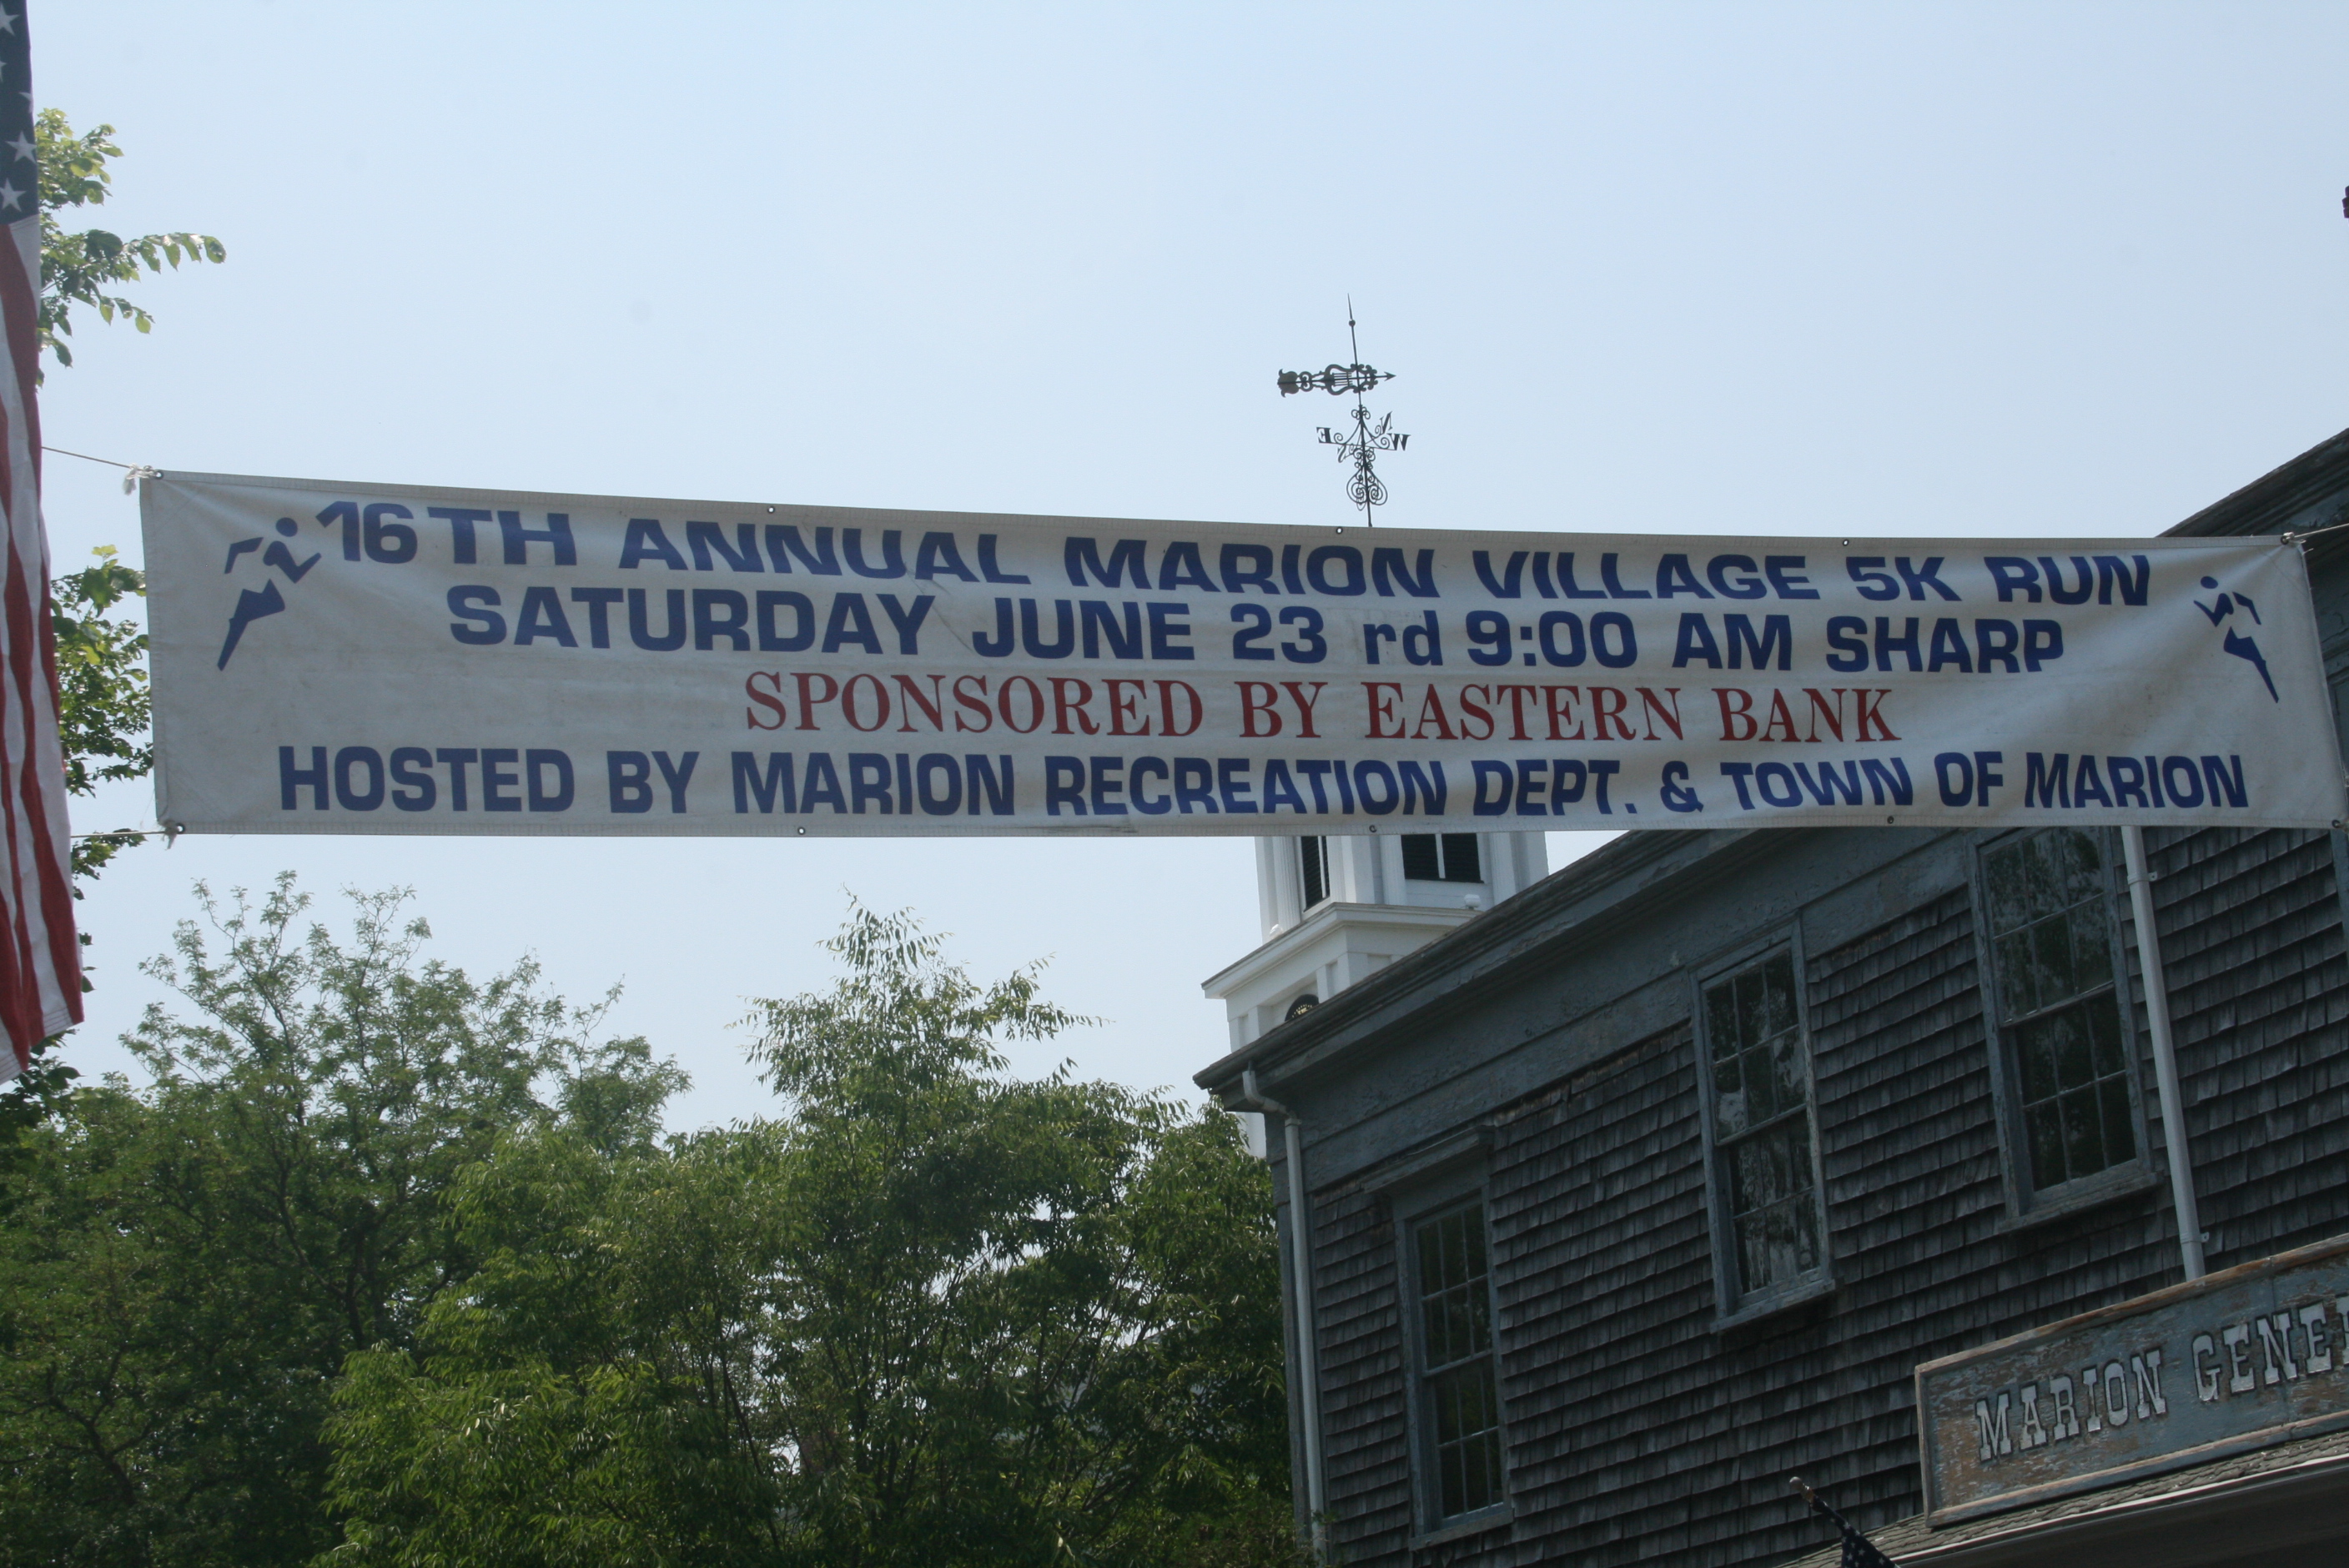 N
E W
S
16TH ANNUAL MARION VILLAGE 5K RUN
SATURDAY JUNE 23 rd 9:00 AM SHARP
SPONSORED BY EASTERN BANK
HOSTED BY MARION RECREATION DEPT. & TOWN OF MARION
MARION GENE